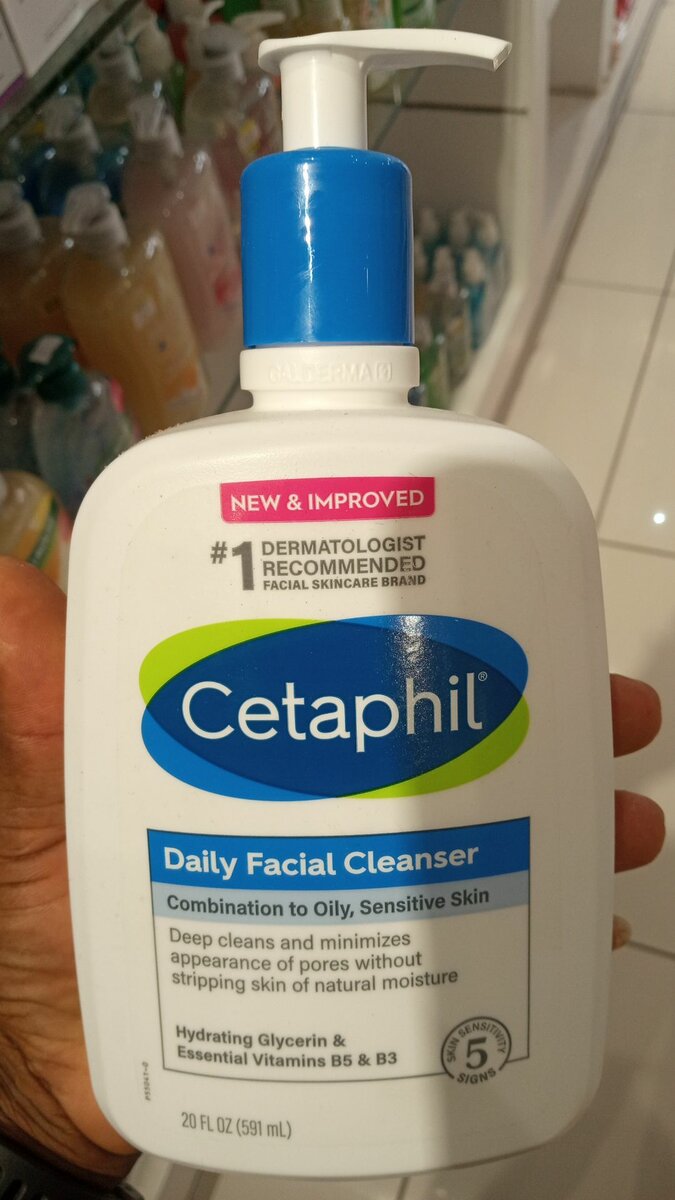 GALDERMA
NEW & IMPROVED
#1 DERMATOLOGIST
RECOMMENDED
FACIAL SKINCARE BRAND
Cetaphil®
Daily Facial Cleanser
Combination to Oily, Sensitive Skin
Deep cleans and minimizes
appearance of pores without
stripping skin of natural moisture
Hydrating Glycerin &
Essential Vitamins B5 & B3
SKIN SENSITIVITY
5
SIGNS
20 FL OZ (591 mL)